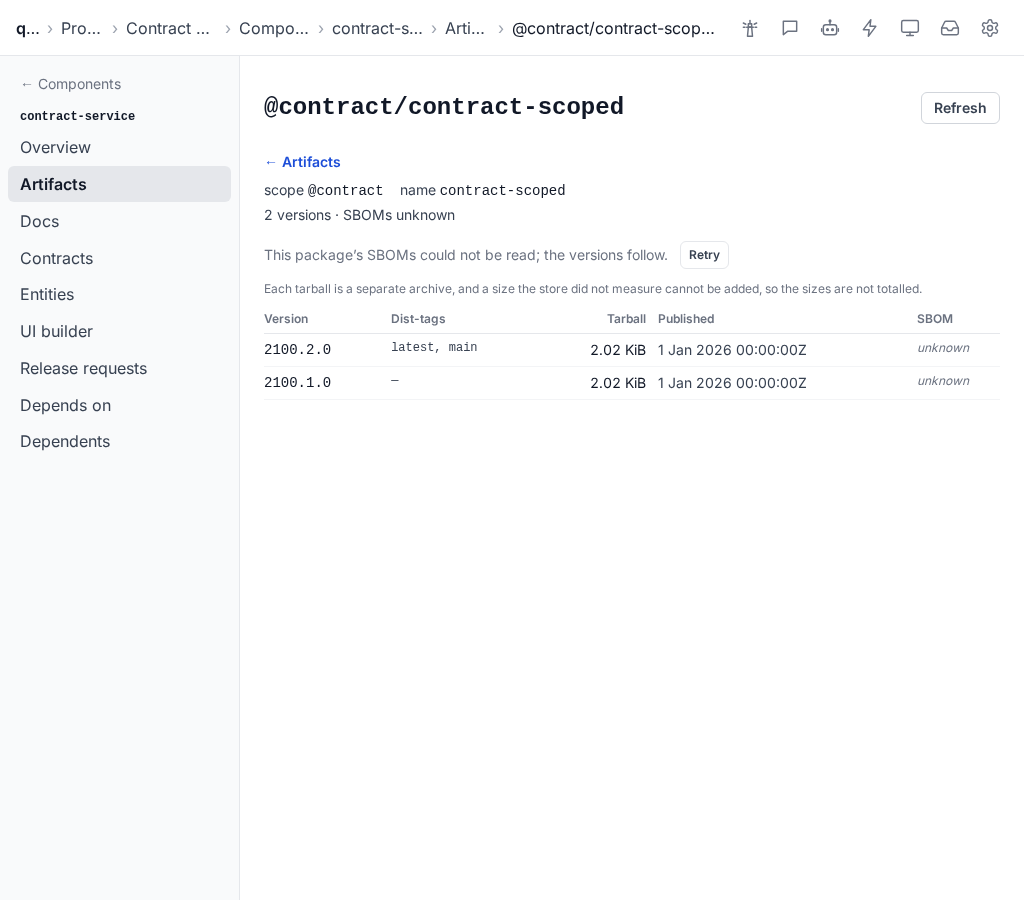 q... › Pro... › Contract ... › Compo... › contract-s... › Arti... › @contract/contract-scop...
← Components
contract-service
Overview
Artifacts
Docs
Contracts
Entities
UI builder
Release requests
Depends on
Dependents
@contract/contract-scoped
Refresh
← Artifacts
scope @contract name contract-scoped
2 versions · SBOMs unknown
This package’s SBOMs could not be read; the versions follow. Retry
Each tarball is a separate archive, and a size the store did not measure cannot be added, so the sizes are not totalled.
Version Dist-tags Tarball Published SBOM
2100.2.0 latest, main 2.02 KiB 1 Jan 2026 00:00:00Z unknown
2100.1.0 — 2.02 KiB 1 Jan 2026 00:00:00Z unknown